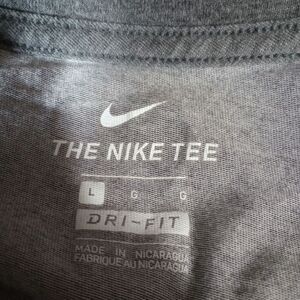 THE NIKE TEE
L G G
DRI-FIT
MADE IN NICARAGUA
FABRIQUÉ AU NICARAGUA